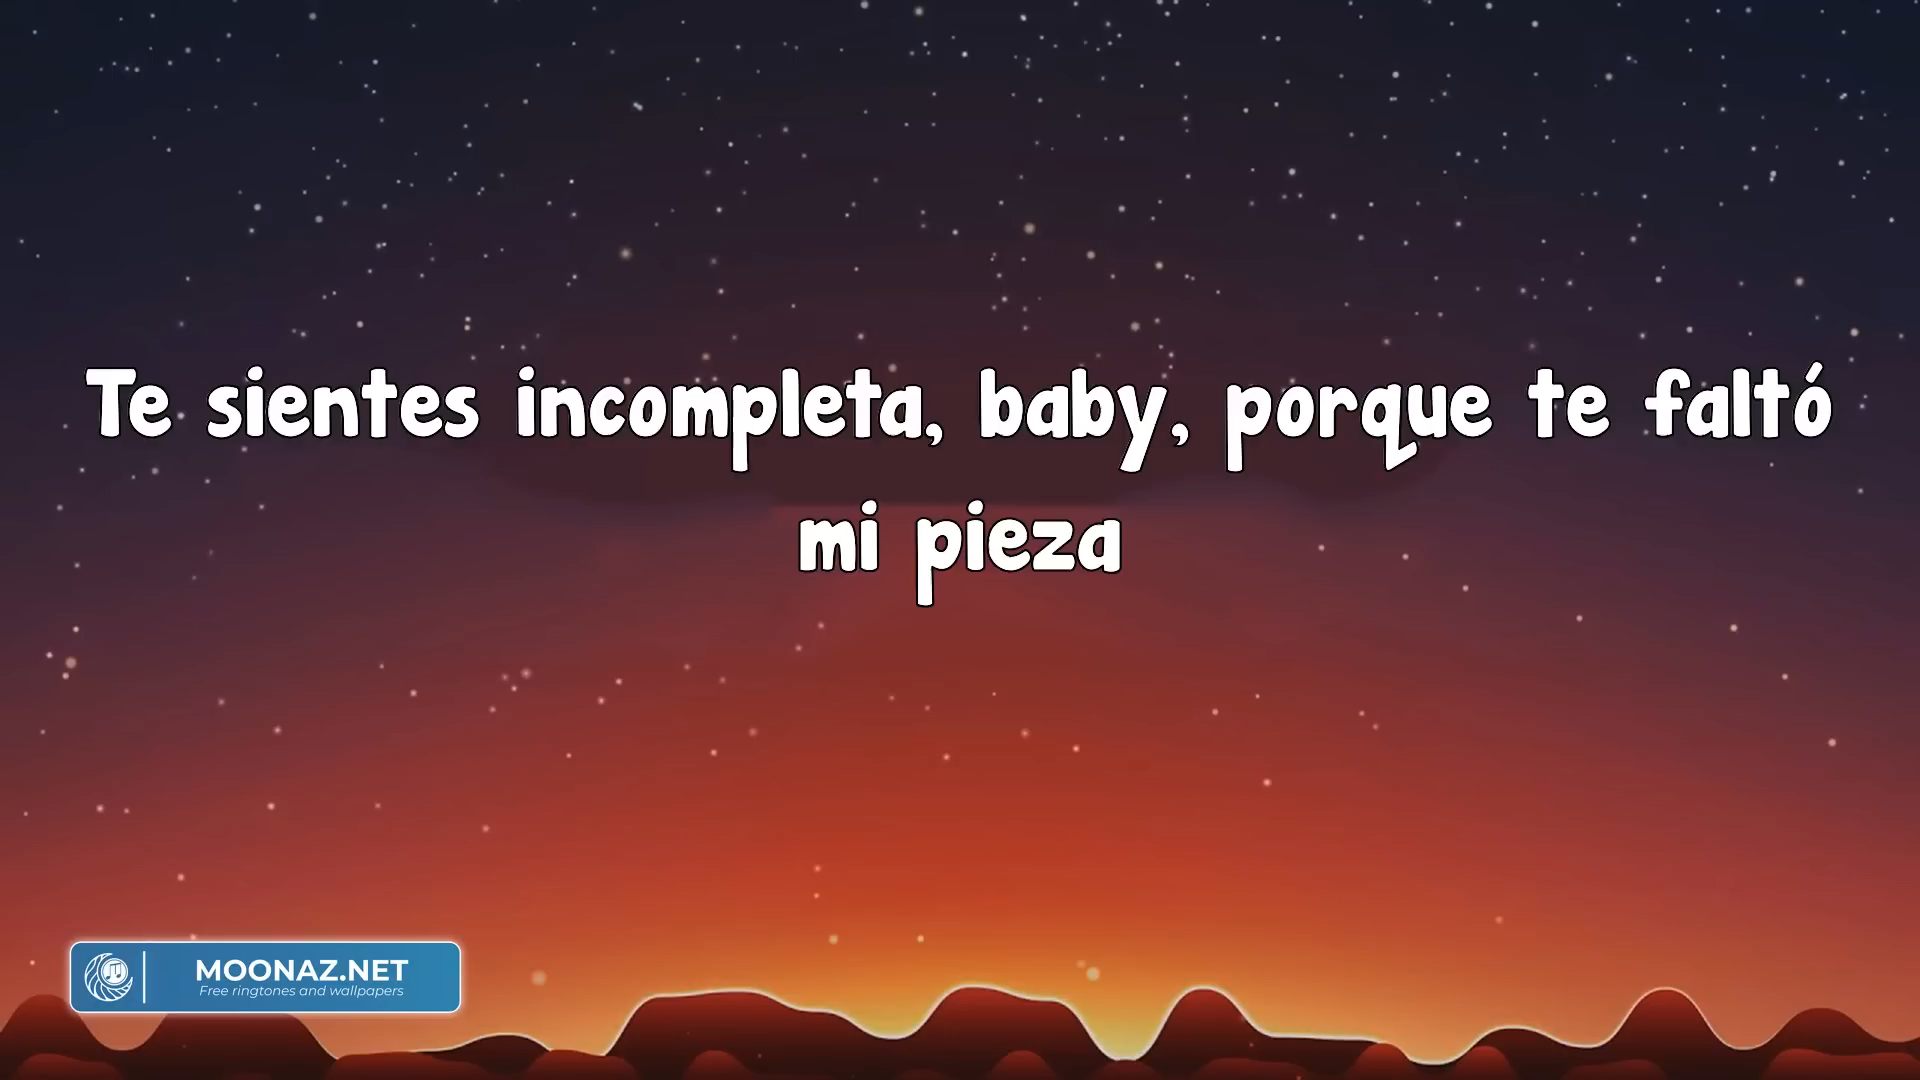 Te sientes incompleta, baby, porque te faltó
mi pieza
MOONAZ.NET
Free ringtones and wallpapers